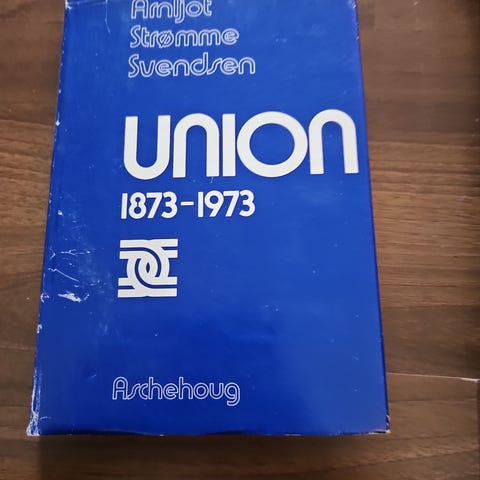 Arnljot
Strømme
Svendsen
UNION
1873-1973
Aschehoug